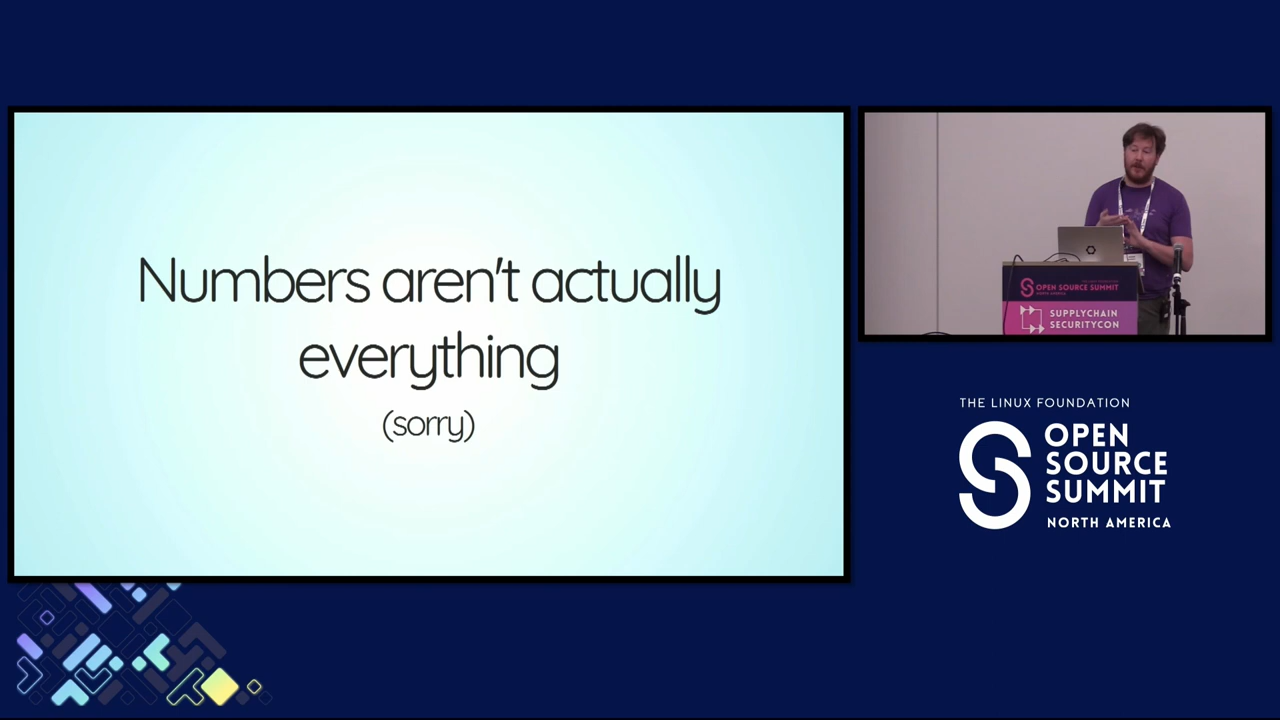 Numbers aren't actually
everything
(sorry)
OPEN SOURCE SUMMIT
SUPPLYCHAIN
SECURITYCON
THE LINUX FOUNDATION
OPEN
SOURCE
SUMMIT
NORTH AMERICA